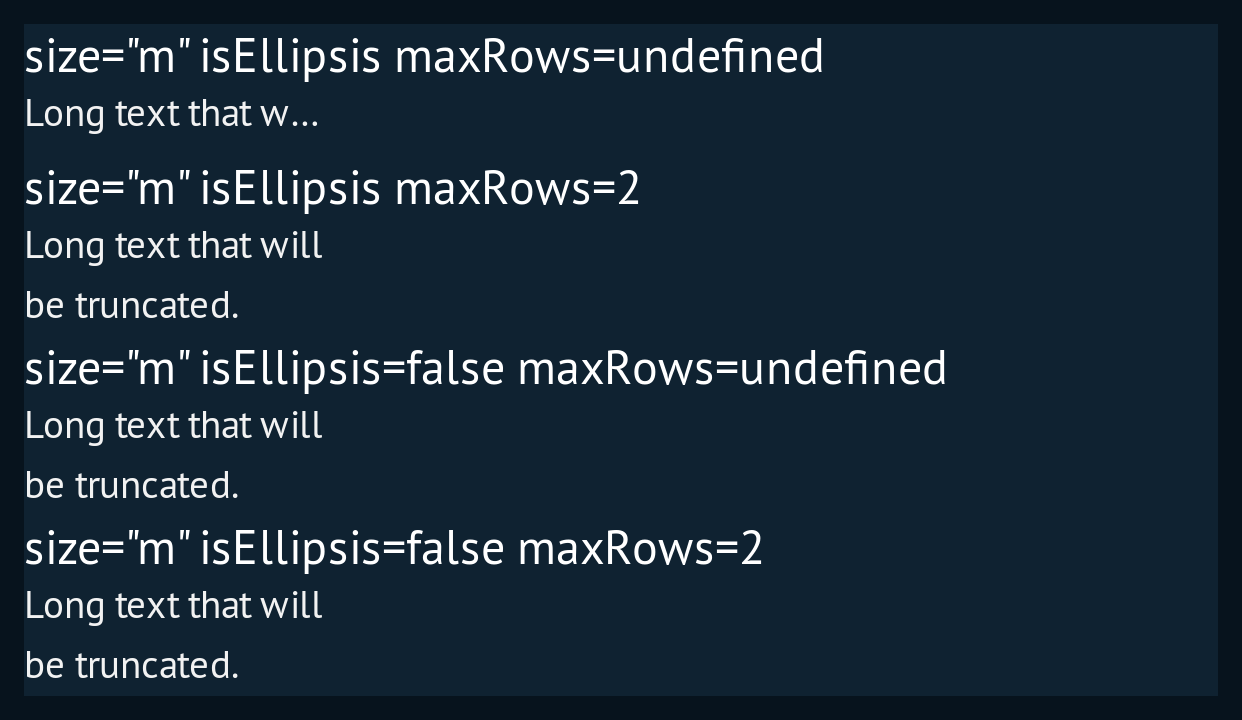 size="m" isEllipsis maxRows=undefined
Long text that w...
size="m" isEllipsis maxRows=2
Long text that will
be truncated.
size="m" isEllipsis=false maxRows=undefined
Long text that will
be truncated.
size="m" isEllipsis=false maxRows=2
Long text that will
be truncated.